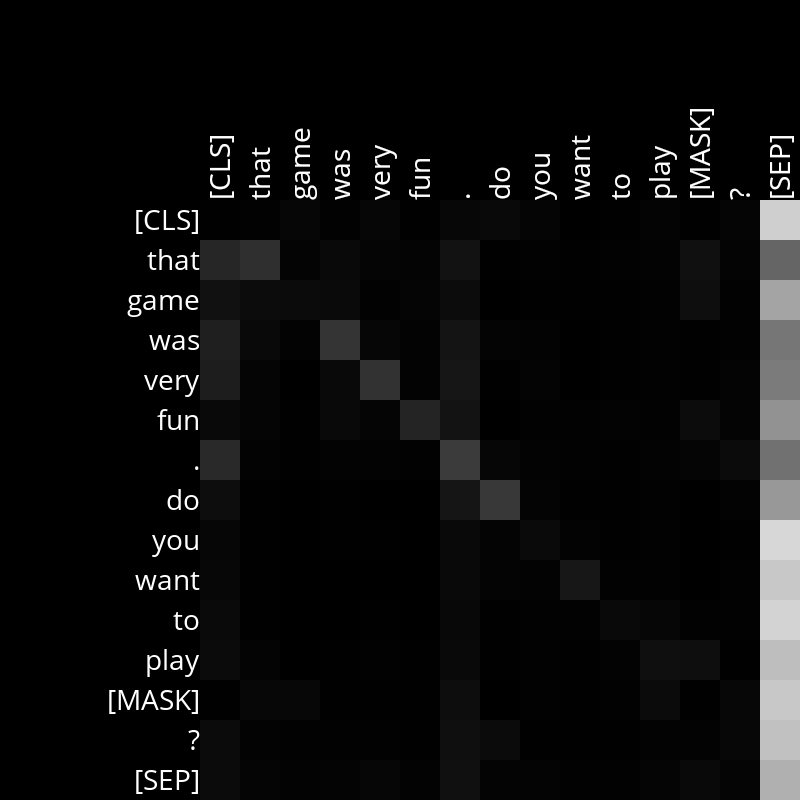 [CLS] that game was very fun . do you want to play [MASK] ? [SEP]
[CLS]
that
game
was
very
fun
.
do
you
want
to
play
[MASK]
?
[SEP]